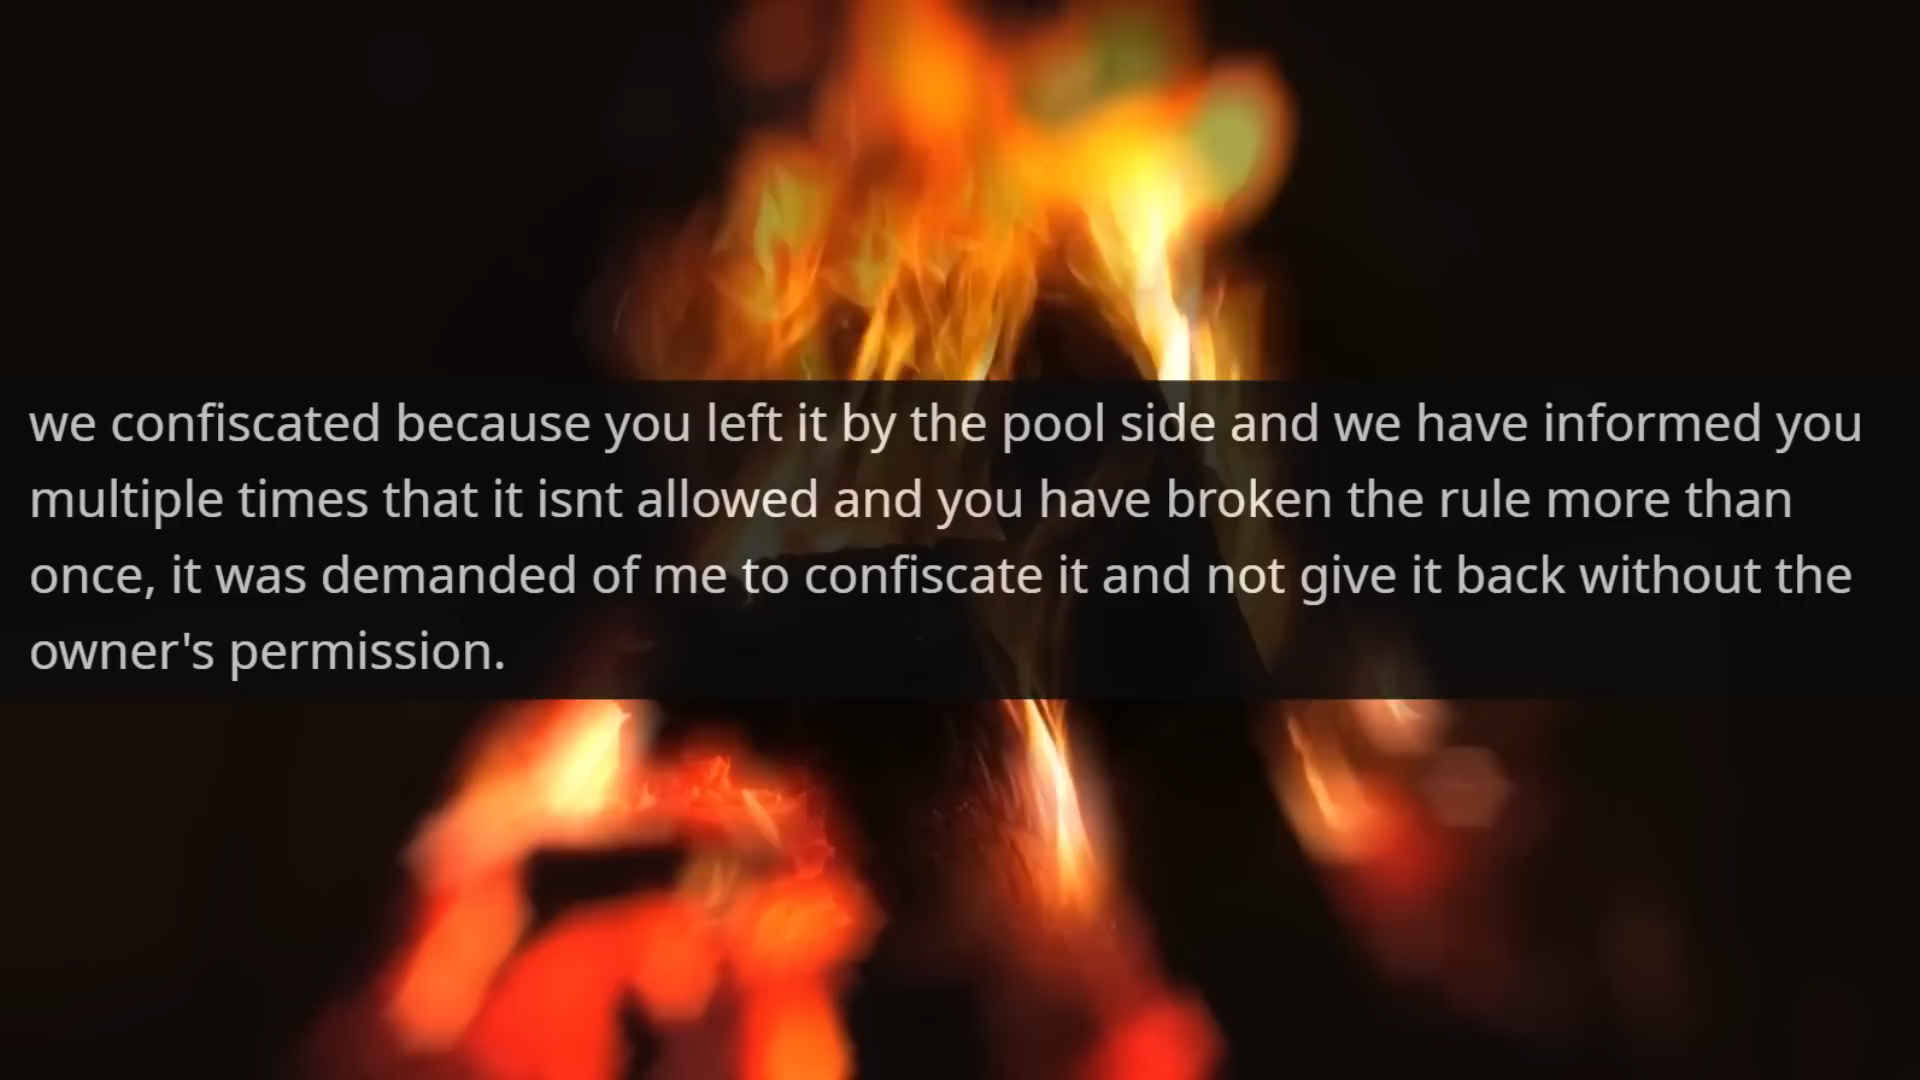 we confiscated because you left it by the pool side and we have informed you
multiple times that it isnt allowed and you have broken the rule more than
once, it was demanded of me to confiscate it and not give it back without the
owner's permission.